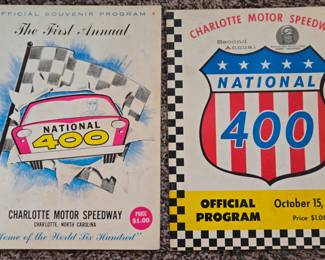 OFFICIAL SOUVENIR PROGRAM
The First Annual
NATIONAL
400
CHARLOTTE MOTOR SPEEDWAY
CHARLOTTE, NORTH CAROLINA
PRICE
$1.00
Home of the World Six Hundred"
CHARLOTTE MOTOR SPEEDW
Second
Annual
NATIONAL
400
OFFICIAL
PROGRAM
October 15,
Price $1.00